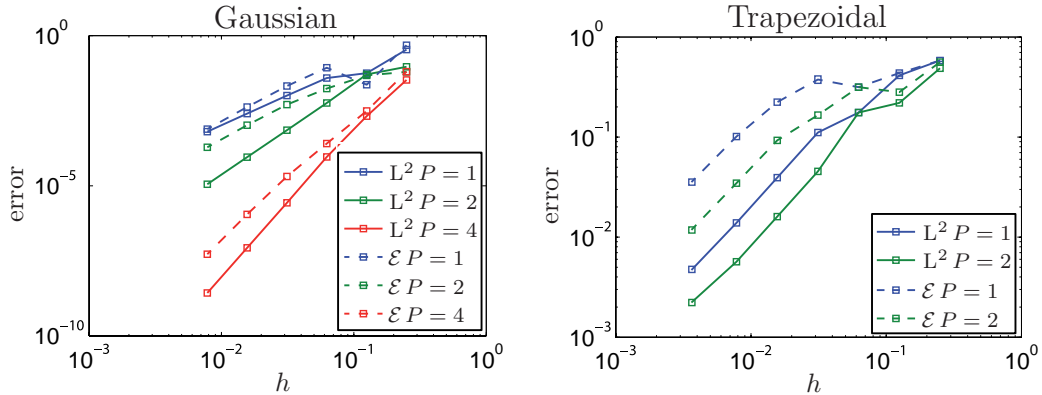 Gaussian
error
10^0
10^-5
10^-10
10^-3
10^-2
10^-1
10^0
h
L^2 P = 1
L^2 P = 2
L^2 P = 4
ℰ P = 1
ℰ P = 2
ℰ P = 4
Trapezoidal
error
10^0
10^-1
10^-2
10^-3
10^-3
10^-2
10^-1
10^0
h
L^2 P = 1
L^2 P = 2
ℰ P = 1
ℰ P = 2